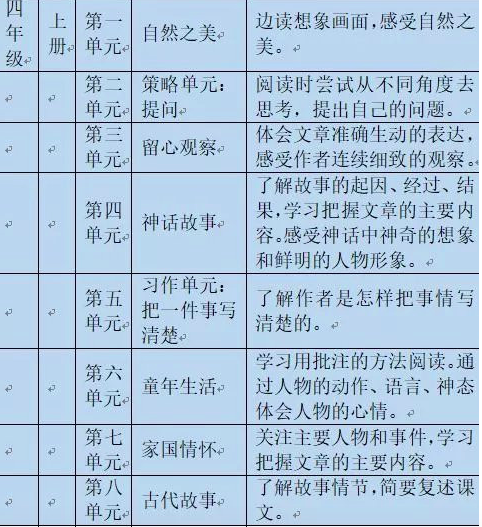 四年级 上册 第一单元 自然之美 边读想象画面，感受自然之美。
第二单元 策略单元：提问 阅读时尝试从不同角度去思考，提出自己的问题。
第三单元 留心观察 体会文章准确生动的表达，感受作者连续细致的观察。
第四单元 神话故事 了解故事的起因、经过、结果，学习把握文章的主要内容。感受神话中神奇的想象和鲜明的人物形象。
第五单元 习作单元：把一件事写清楚 了解作者是怎样把事情写清楚的。
第六单元 童年生活 学习用批注的方法阅读。通过人物的动作、语言、神态体会人物的心情。
第七单元 家国情怀 关注主要人物和事件，学习把握文章的主要内容。
第八单元 古代故事 了解故事情节，简要复述课文。